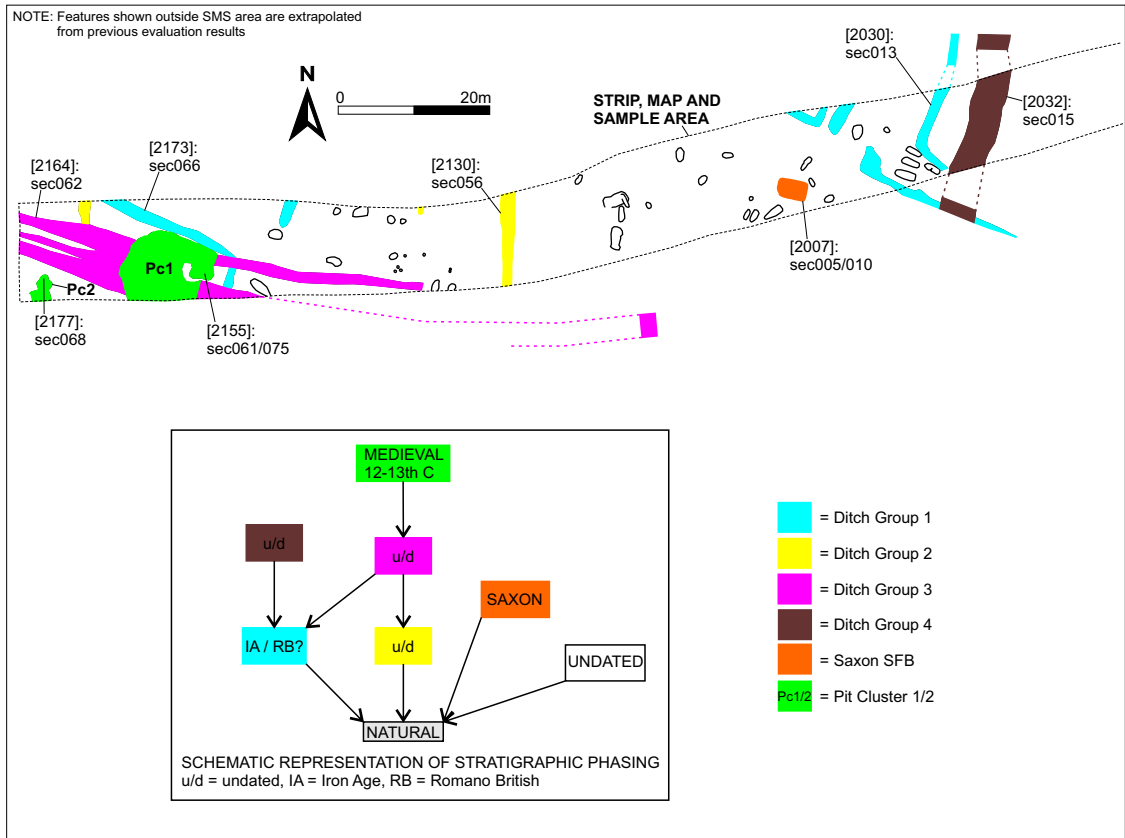 NOTE: Features shown outside SMS area are extrapolated
from previous evaluation results
N
0 20m
STRIP, MAP AND
SAMPLE AREA
[2030]:
sec013
[2032]:
sec015
[2164]:
sec062
[2173]:
sec066
[2130]:
sec056
[2007]:
sec005/010
Pc1
Pc2
[2177]:
sec068
[2155]:
sec061/075
MEDIEVAL
12-13th C
u/d
u/d
SAXON
IA / RB?
u/d
UNDATED
NATURAL
SCHEMATIC REPRESENTATION OF STRATIGRAPHIC PHASING
u/d = undated, IA = Iron Age, RB = Romano British
= Ditch Group 1
= Ditch Group 2
= Ditch Group 3
= Ditch Group 4
= Saxon SFB
Pc1/2 = Pit Cluster 1/2